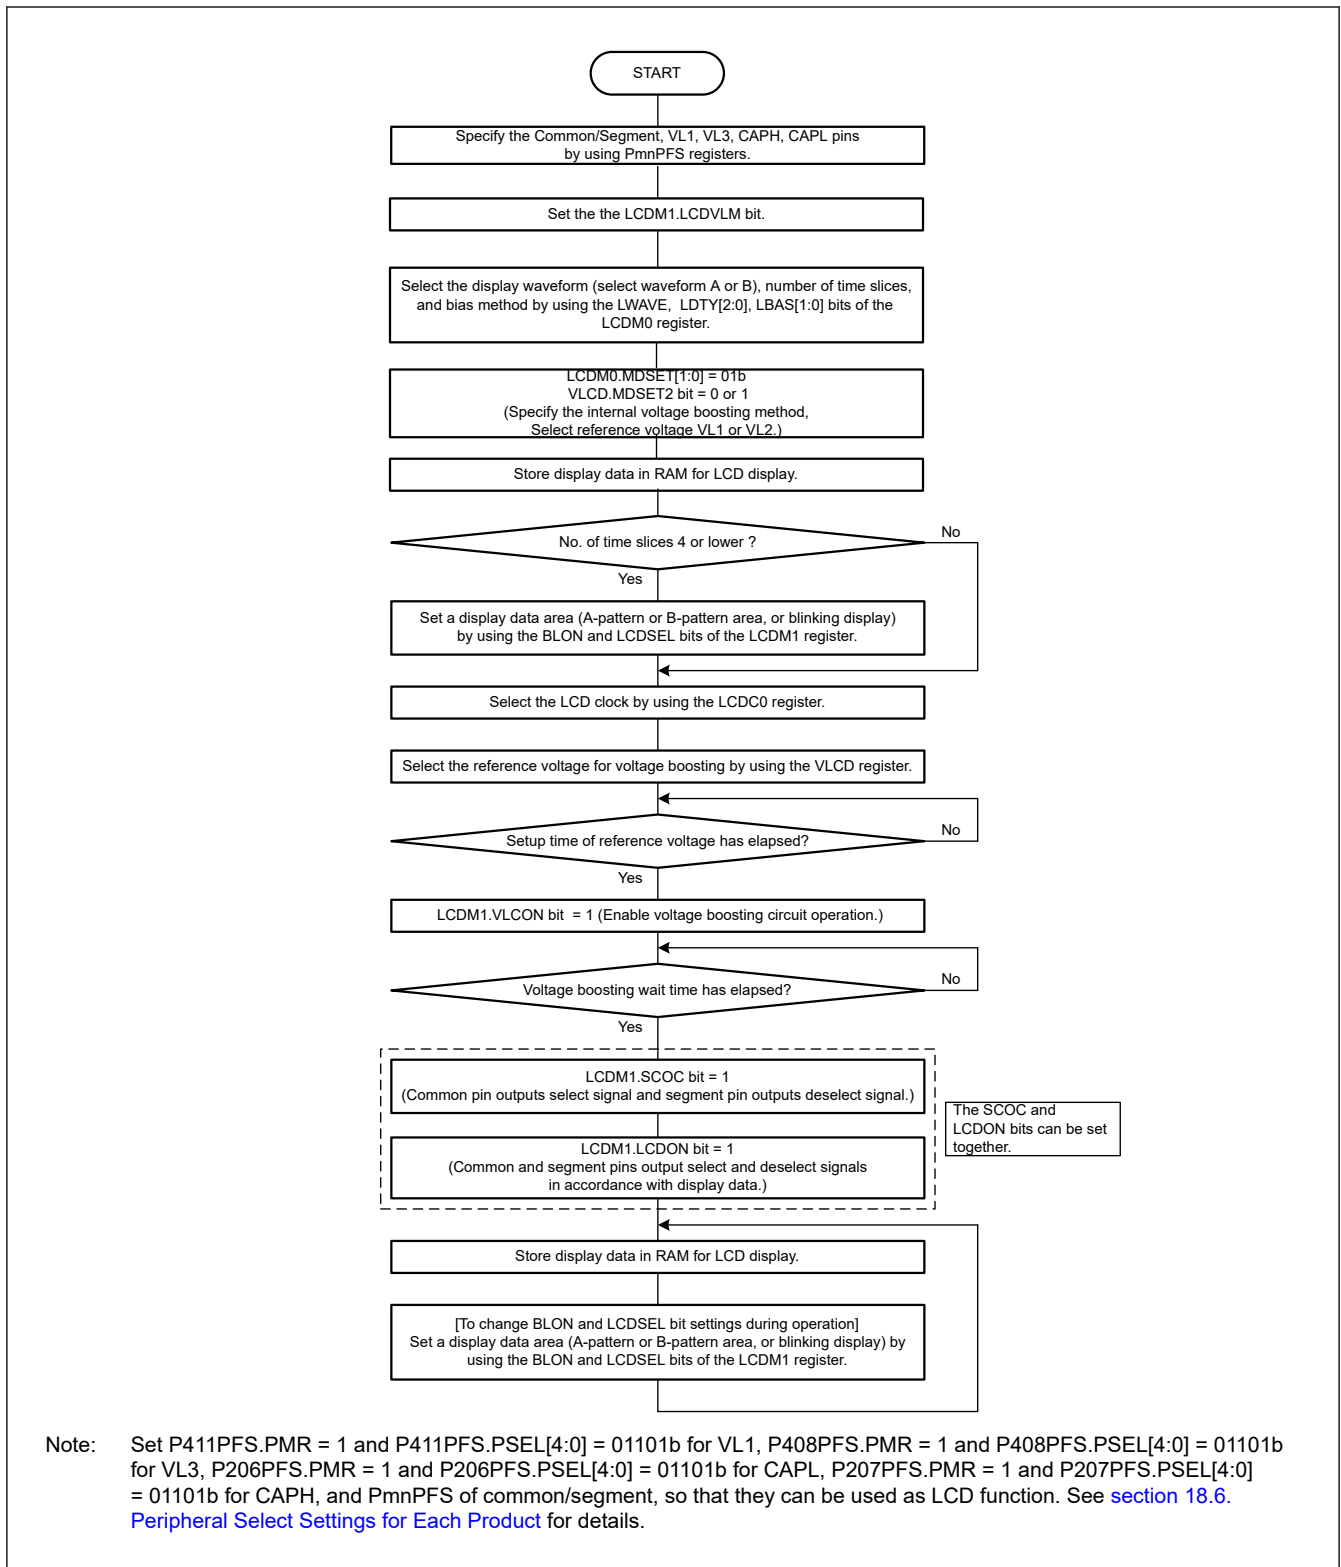 START
Specify the Common/Segment, VL1, VL3, CAPH, CAPL pins
by using PmnPFS registers.
Set the the LCDM1.LCDVLM bit.
Select the display waveform (select waveform A or B), number of time slices,
and bias method by using the LWAVE, LDTY[2:0], LBAS[1:0] bits of the
LCDM0 register.
LCDM0.MDSET[1:0] = 01b
VLCD.MDSET2 bit = 0 or 1
(Specify the internal voltage boosting method,
Select reference voltage VL1 or VL2.)
Store display data in RAM for LCD display.
No. of time slices 4 or lower ?
No
Yes
Set a display data area (A-pattern or B-pattern area, or blinking display)
by using the BLON and LCDSEL bits of the LCDM1 register.
Select the LCD clock by using the LCDC0 register.
Select the reference voltage for voltage boosting by using the VLCD register.
Setup time of reference voltage has elapsed?
No
Yes
LCDM1.VLCON bit = 1 (Enable voltage boosting circuit operation.)
Voltage boosting wait time has elapsed?
No
Yes
LCDM1.SCOC bit = 1
(Common pin outputs select signal and segment pin outputs deselect signal.)
LCDM1.LCDON bit = 1
(Common and segment pins output select and deselect signals
in accordance with display data.)
The SCOC and
LCDON bits can be set
together.
Store display data in RAM for LCD display.
[To change BLON and LCDSEL bit settings during operation]
Set a display data area (A-pattern or B-pattern area, or blinking display) by
using the BLON and LCDSEL bits of the LCDM1 register.
Note: Set P411PFS.PMR = 1 and P411PFS.PSEL[4:0] = 01101b for VL1, P408PFS.PMR = 1 and P408PFS.PSEL[4:0] = 01101b
for VL3, P206PFS.PMR = 1 and P206PFS.PSEL[4:0] = 01101b for CAPL, P207PFS.PMR = 1 and P207PFS.PSEL[4:0]
= 01101b for CAPH, and PmnPFS of common/segment, so that they can be used as LCD function. See section 18.6.
Peripheral Select Settings for Each Product for details.